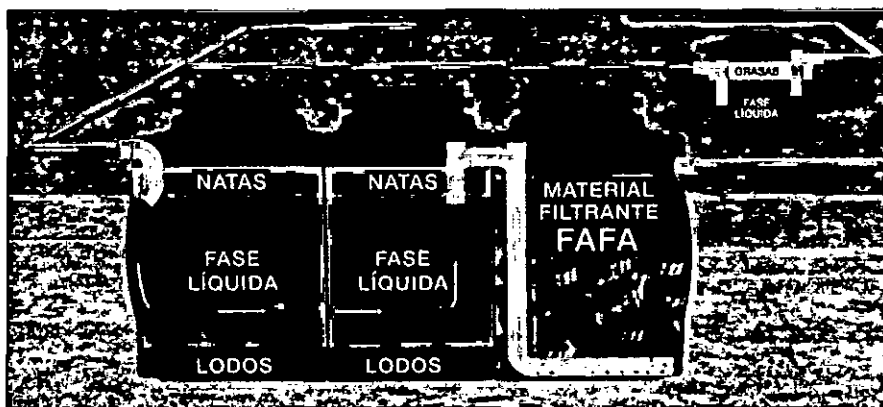 GRASAS
FASE
LÍQUIDA
NATAS
NATAS
MATERIAL
FILTRANTE
FAFA
FASE
LÍQUIDA
FASE
LÍQUIDA
LODOS
LODOS